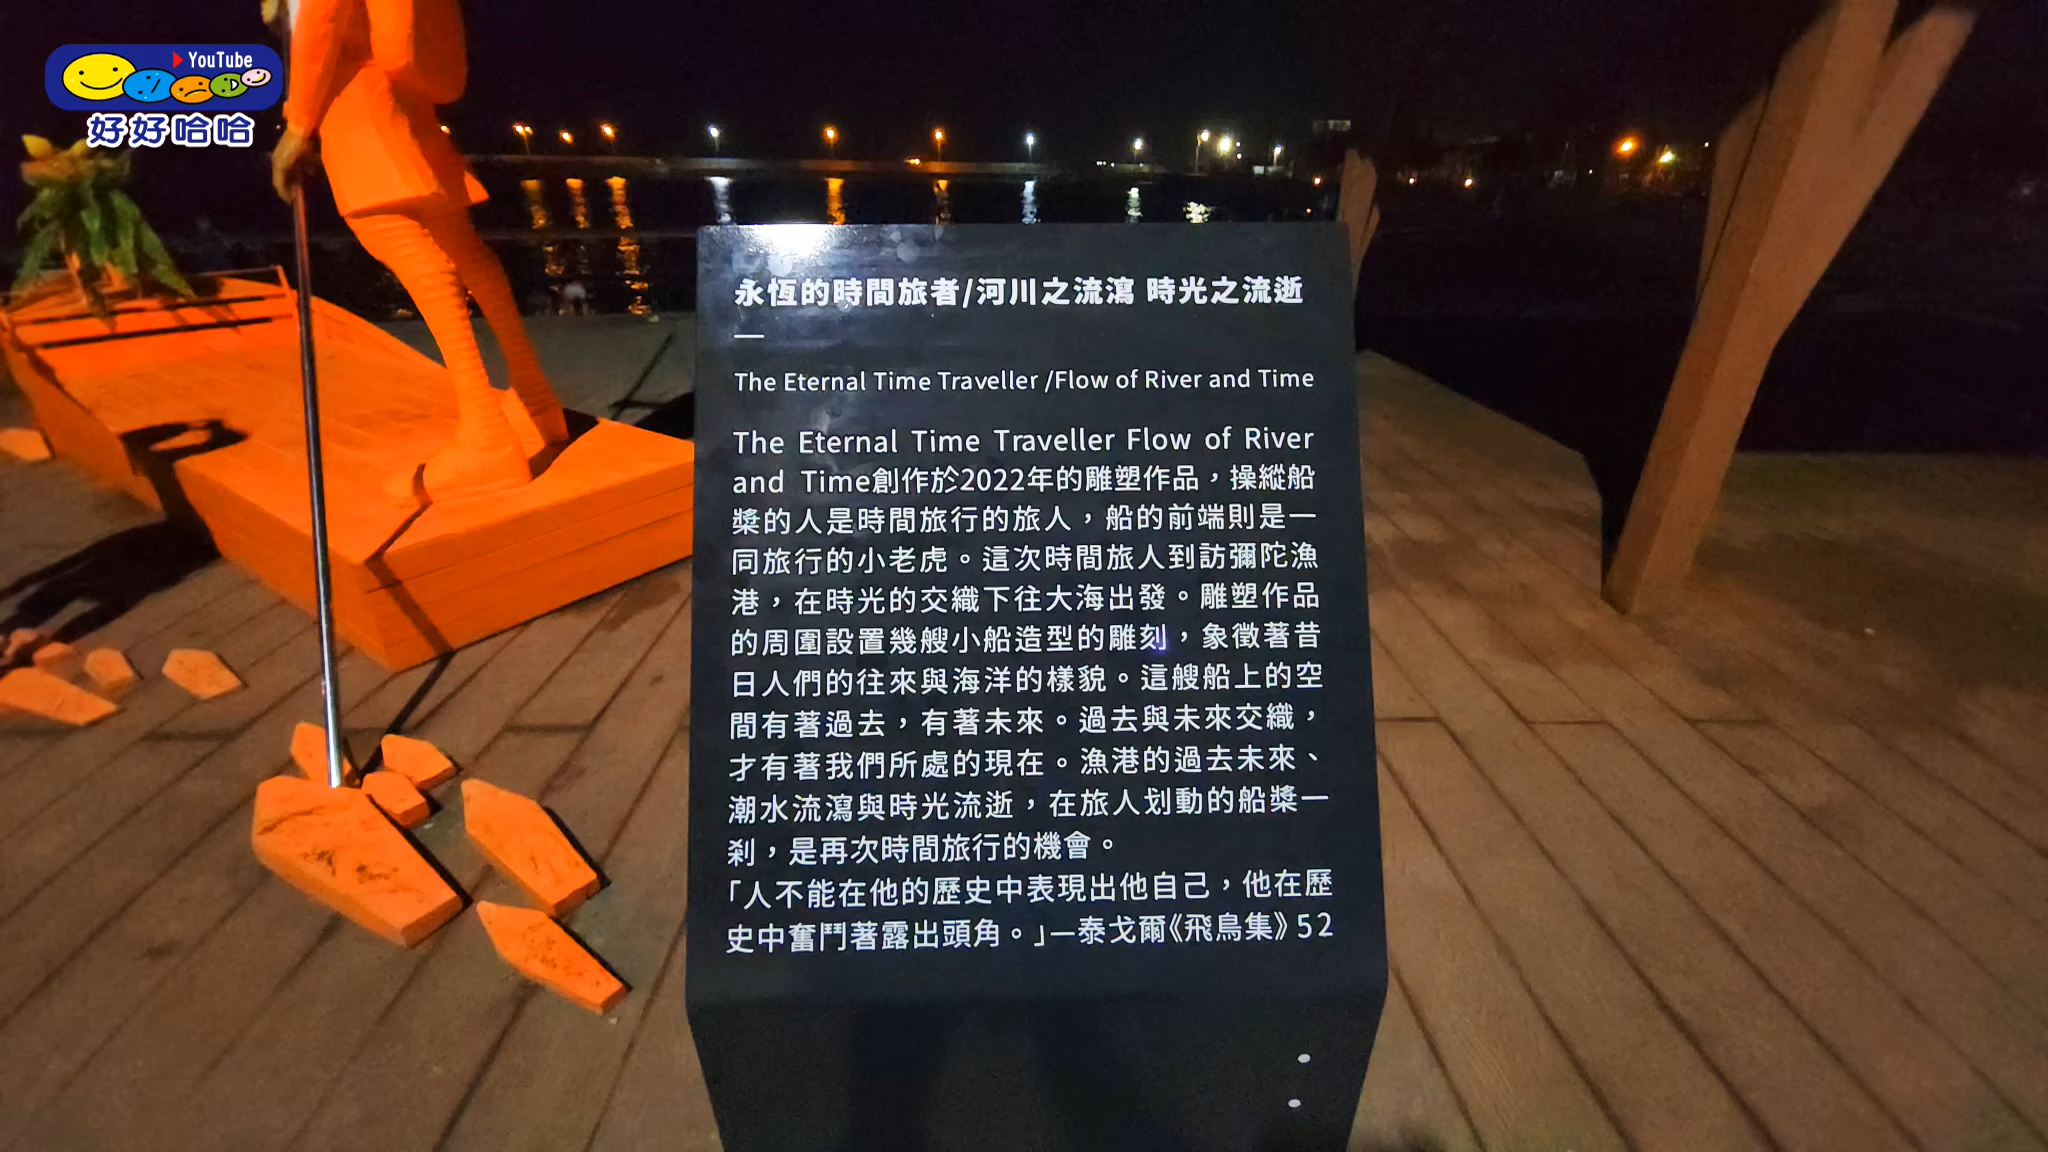 YouTube
好好哈哈
永恆的時間旅者/河川之流瀉 時光之流逝
The Eternal Time Traveller /Flow of River and Time
The Eternal Time Traveller Flow of River
and Time創作於2022年的雕塑作品，操縱船
槳的人是時間旅行的旅人，船的前端則是一
同旅行的小老虎。這次時間旅人到訪彌陀漁
港，在時光的交織下往大海出發。雕塑作品
的周圍設置幾艘小船造型的雕刻，象徵著昔
日人們的往來與海洋的樣貌。這艘船上的空
間有著過去，有著未來。過去與未來交織，
才有著我們所處的現在。漁港的過去未來、
潮水流瀉與時光流逝，在旅人划動的船槳一
剎，是再次時間旅行的機會。
「人不能在他的歷史中表現出他自己，他在歷
史中奮鬥著露出頭角。」—泰戈爾《飛鳥集》52